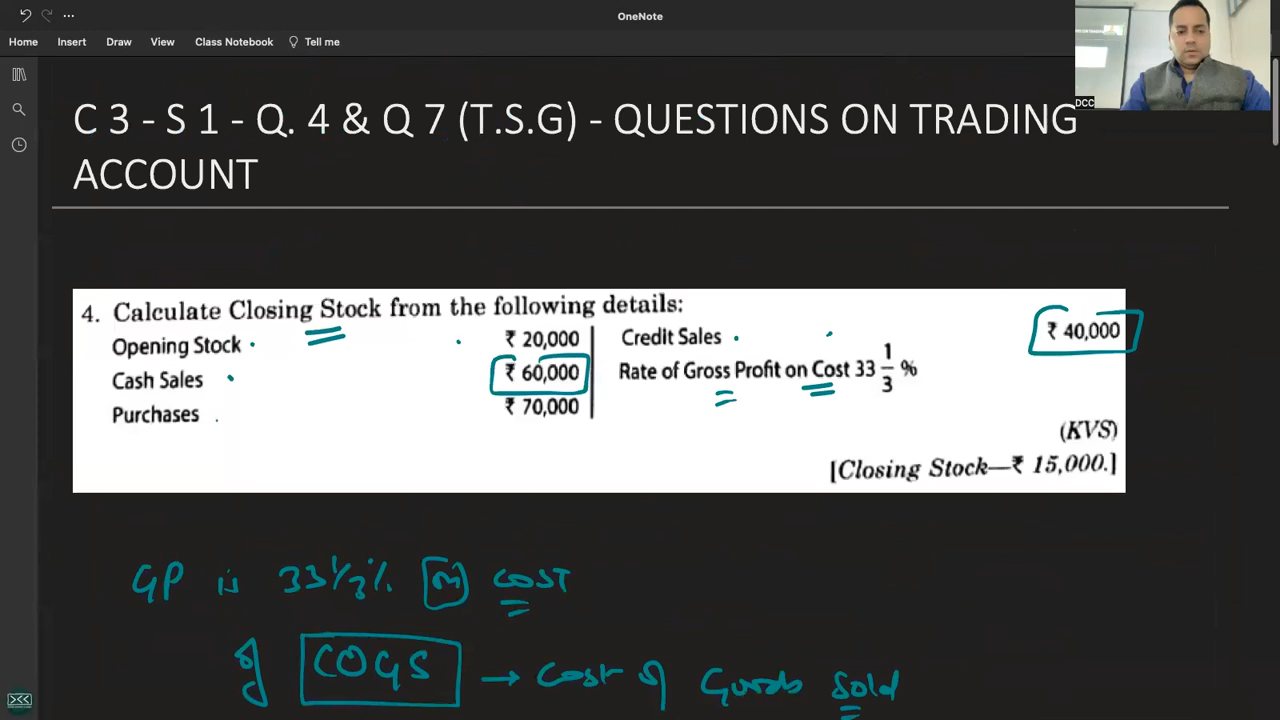 OneNote
Home Insert Draw View Class Notebook Tell me
DCC
C 3 - S 1 - Q. 4 & Q 7 (T.S.G) - QUESTIONS ON TRADING
ACCOUNT
4. Calculate Closing Stock from the following details:
Opening Stock ₹ 20,000 Credit Sales ₹ 40,000
Cash Sales ₹ 60,000 Rate of Gross Profit on Cost 33 1/3 %
Purchases ₹ 70,000
(KVS)
[Closing Stock—₹ 15,000.]
GP is 33 1/3 % on COST
of COGS → Cost of Goods sold